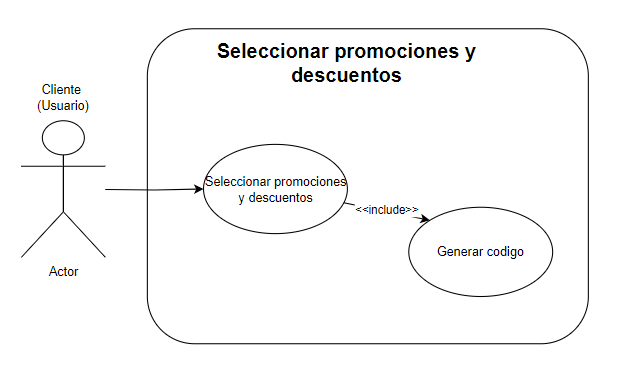 Seleccionar promociones y
descuentos
Cliente
(Usuario)
Seleccionar promociones
y descuentos
<<include>>
Generar codigo
Actor